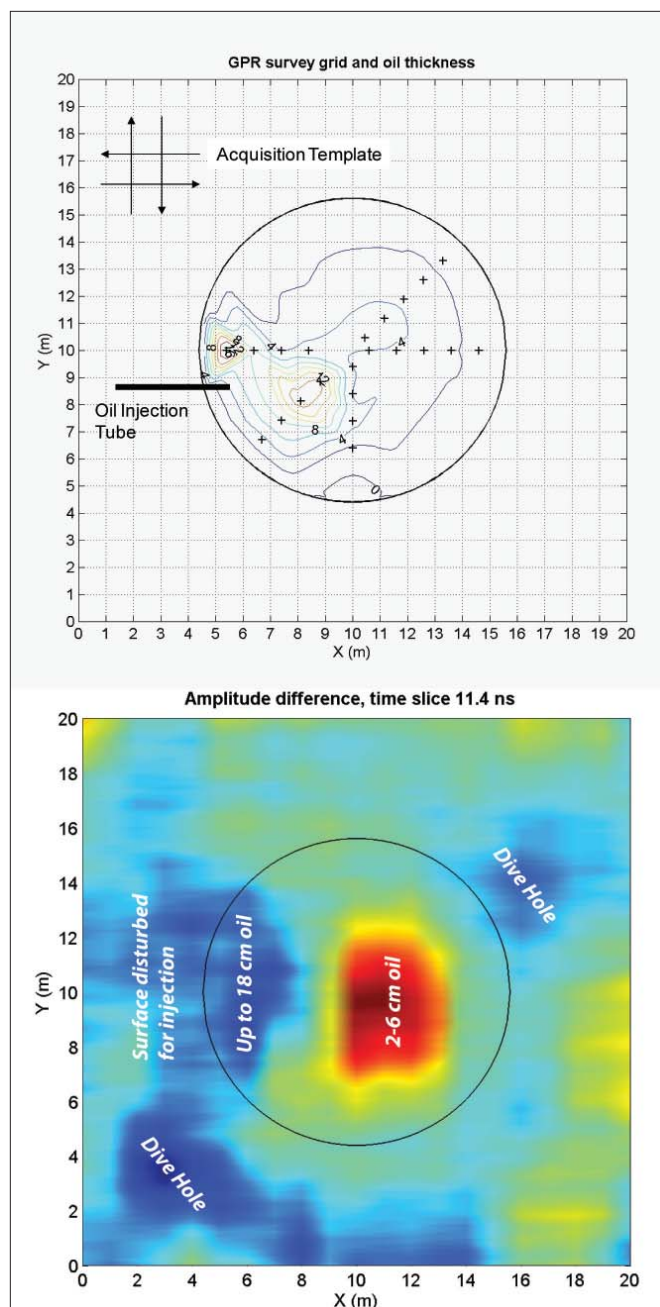 GPR survey grid and oil thickness
20
19
18
17
16
15
14
13
12
11
10
9
8
7
6
5
4
3
2
1
0
Y (m)
Acquisition Template
Oil Injection
Tube
8
4
4
4
12
8
4
0
0 1 2 3 4 5 6 7 8 9 10 11 12 13 14 15 16 17 18 19 20
X (m)
Amplitude difference, time slice 11.4 ns
20
18
16
14
12
10
8
6
4
2
0
Y (m)
Surface disturbed
for injection
Up to 18 cm oil
2-6 cm oil
Dive Hole
Dive Hole
0 2 4 6 8 10 12 14 16 18 20
X (m)